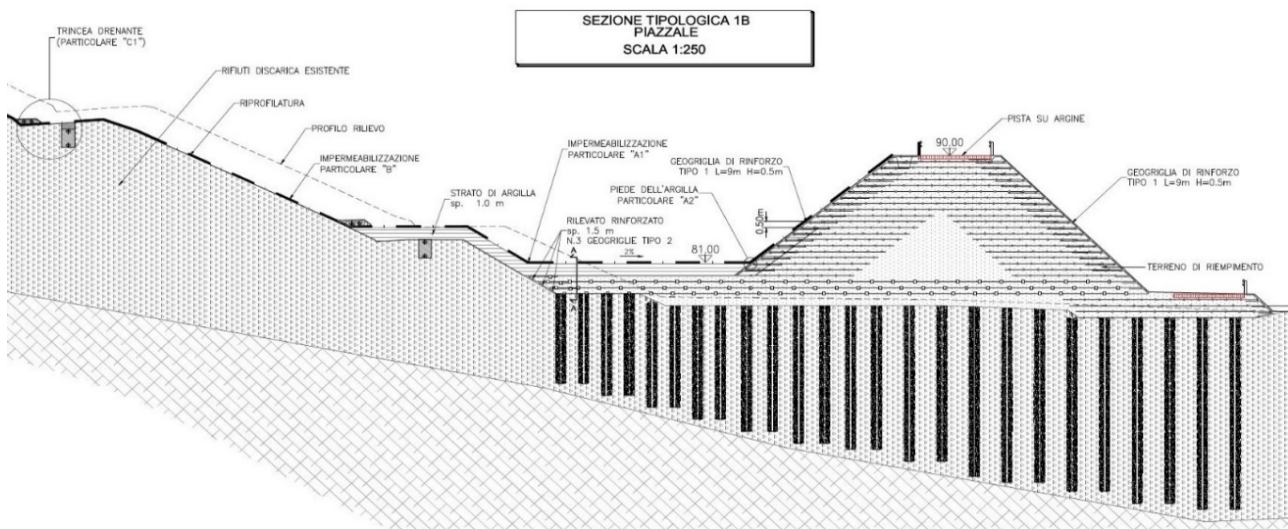 SEZIONE TIPOLOGICA 1B
PIAZZALE
SCALA 1:250
TRINCEA DRENANTE
(PARTICOLARE "C1")
RIFIUTI DISCARICA ESISTENTE
RIPROFILATURA
PROFILO RILIEVO
IMPERMEABILIZZAZIONE
PARTICOLARE "B"
STRATO DI ARGILLA
sp. 1.0 m
IMPERMEABILIZZAZIONE
PARTICOLARE "A1"
PIEDE DELL'ARGILLA
PARTICOLARE "A2"
RILEVATO RINFORZATO
sp. 1.5 m
N.3 GEOGRIGLIE TIPO 2
A
A
2%
81.00
GEOGRIGLIA DI RINFORZO
TIPO 1 L=9m H=0.5m
0.50m
90.00
PISTA SU ARGINE
GEOGRIGLIA DI RINFORZO
TIPO 1 L=9m H=0.5m
TERRENO DI RIEMPIMENTO